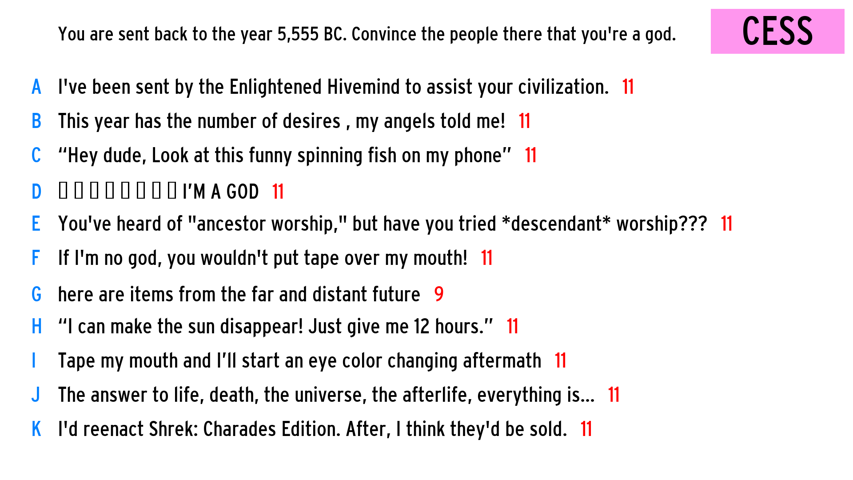 You are sent back to the year 5,555 BC. Convince the people there that you're a god.
CESS
A I've been sent by the Enlightened Hivemind to assist your civilization. 11
B This year has the number of desires , my angels told me! 11
C “Hey dude, Look at this funny spinning fish on my phone” 11
D ▯ ▯ ▯ ▯ ▯ ▯ ▯ ▯ I’M A GOD 11
E You've heard of "ancestor worship," but have you tried *descendant* worship??? 11
F If I'm no god, you wouldn't put tape over my mouth! 11
G here are items from the far and distant future 9
H “I can make the sun disappear! Just give me 12 hours.” 11
I Tape my mouth and I’ll start an eye color changing aftermath 11
J The answer to life, death, the universe, the afterlife, everything is... 11
K I'd reenact Shrek: Charades Edition. After, I think they'd be sold. 11